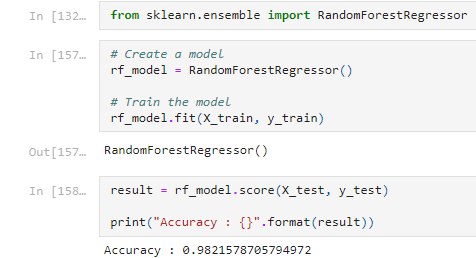 In [132…
from sklearn.ensemble import RandomForestRegressor
In [157…
# Create a model
rf_model = RandomForestRegressor()
# Train the model
rf_model.fit(X_train, y_train)
Out[157…
RandomForestRegressor()
In [158…
result = rf_model.score(X_test, y_test)
print("Accuracy : {}".format(result))
Accuracy : 0.9821578705794972